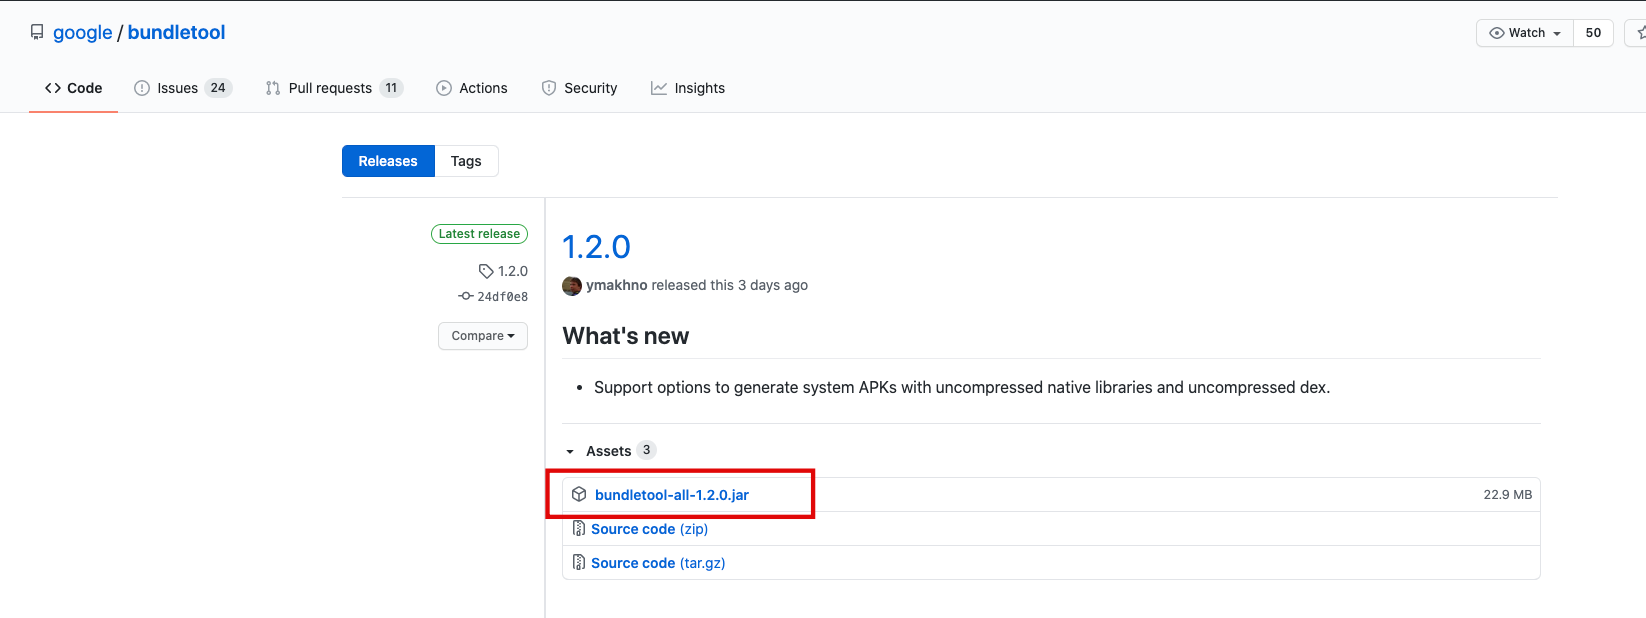 google / bundletool
Watch 50
Code Issues 24 Pull requests 11 Actions Security Insights
Releases Tags
Latest release
1.2.0
24df0e8
Compare
1.2.0
ymakhno released this 3 days ago
What's new
• Support options to generate system APKs with uncompressed native libraries and uncompressed dex.
Assets 3
bundletool-all-1.2.0.jar 22.9 MB
Source code (zip)
Source code (tar.gz)